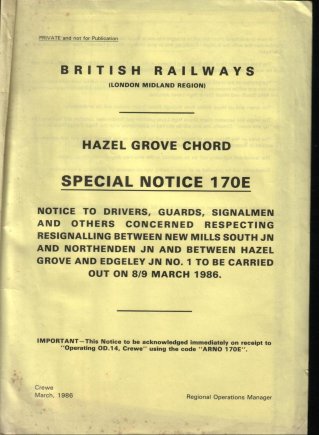 PRIVATE and not for Publication
BRITISH RAILWAYS
(LONDON MIDLAND REGION)
HAZEL GROVE CHORD
SPECIAL NOTICE 170E
NOTICE TO DRIVERS, GUARDS, SIGNALMEN
AND OTHERS CONCERNED RESPECTING
RESIGNALLING BETWEEN NEW MILLS SOUTH JN
AND NORTHENDEN JN AND BETWEEN HAZEL
GROVE AND EDGELEY JN NO. 1 TO BE CARRIED
OUT ON 8/9 MARCH 1986.
IMPORTANT—This Notice to be acknowledged immediately on receipt to
"Operating OD.14, Crewe" using the code "ARNO 170E".
Crewe
March, 1986
Regional Operations Manager